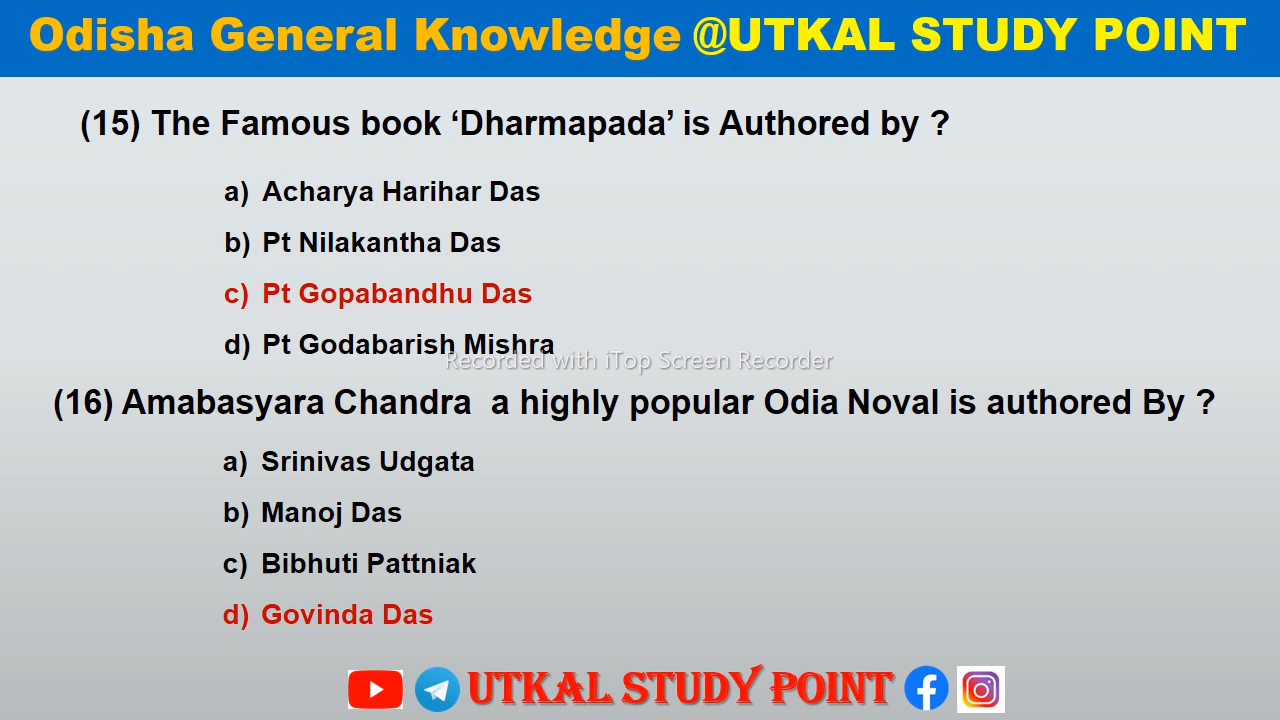 Odisha General Knowledge @UTKAL STUDY POINT
(15) The Famous book ‘Dharmapada’ is Authored by ?
a) Acharya Harihar Das
b) Pt Nilakantha Das
c) Pt Gopabandhu Das
d) Pt Godabarish Mishra
Recorded with iTop Screen Recorder
(16) Amabasyara Chandra a highly popular Odia Noval is authored By ?
a) Srinivas Udgata
b) Manoj Das
c) Bibhuti Pattniak
d) Govinda Das
UTKAL STUDY POINT